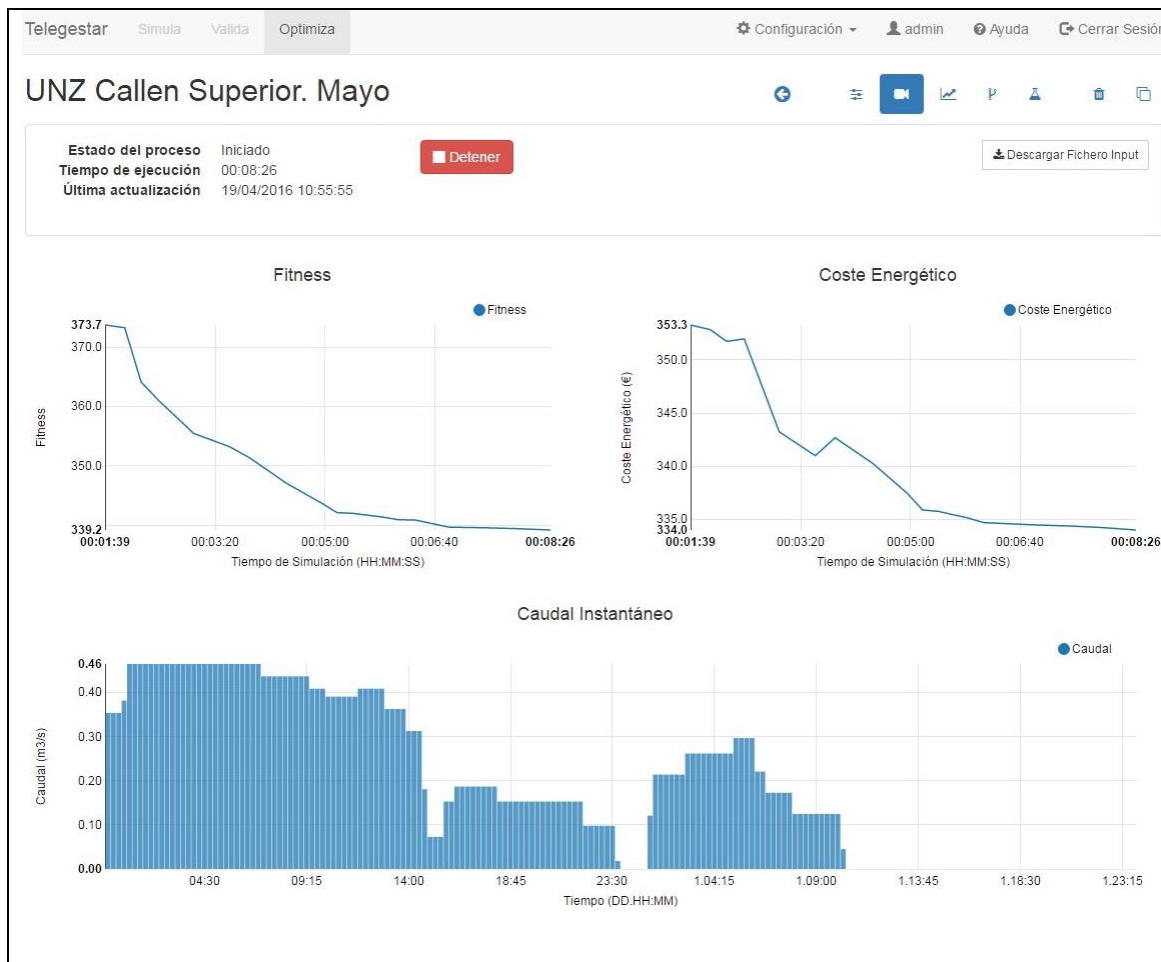 Telegestar Simula Valida Optimiza Configuración admin Ayuda Cerrar Sesión
UNZ Callen Superior. Mayo
Estado del proceso Iniciado Detener Descargar Fichero Input
Tiempo de ejecución 00:08:26
Última actualización 19/04/2016 10:55:55
Fitness
Fitness
373.7
370.0
360.0
350.0
339.2
Fitness
00:01:39 00:03:20 00:05:00 00:06:40 00:08:26
Tiempo de Simulación (HH:MM:SS)
Coste Energético
Coste Energético
353.3
350.0
345.0
340.0
335.0
334.0
Coste Energético (€)
00:01:39 00:03:20 00:05:00 00:06:40 00:08:26
Tiempo de Simulación (HH:MM:SS)
Caudal Instantáneo
Caudal
0.46
0.40
0.30
0.20
0.10
0.00
Caudal (m3/s)
04:30 09:15 14:00 18:45 23:30 1.04:15 1.09:00 1.13:45 1.18:30 1.23:15
Tiempo (DD.HH:MM)